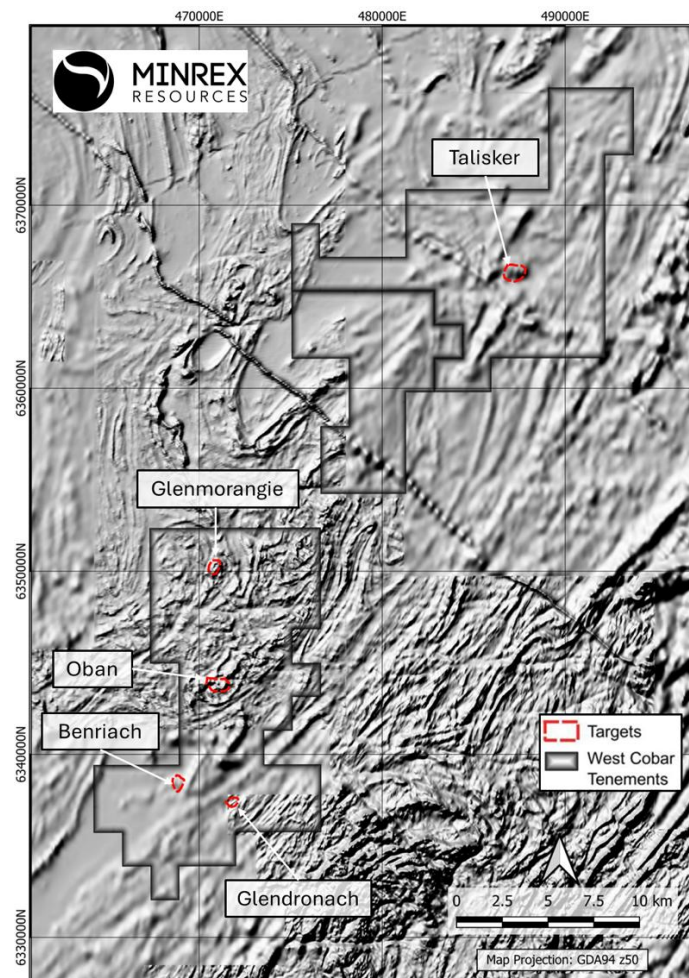 470000E
480000E
490000E
MINREX
RESOURCES
Talisker
6370000N
6360000N
Glenmorangie
6350000N
Oban
Benriach
6340000N
Targets
West Cobar
Tenements
Glendronach
0 2.5 5 7.5 10 km
6330000N
Map Projection: GDA94 z50